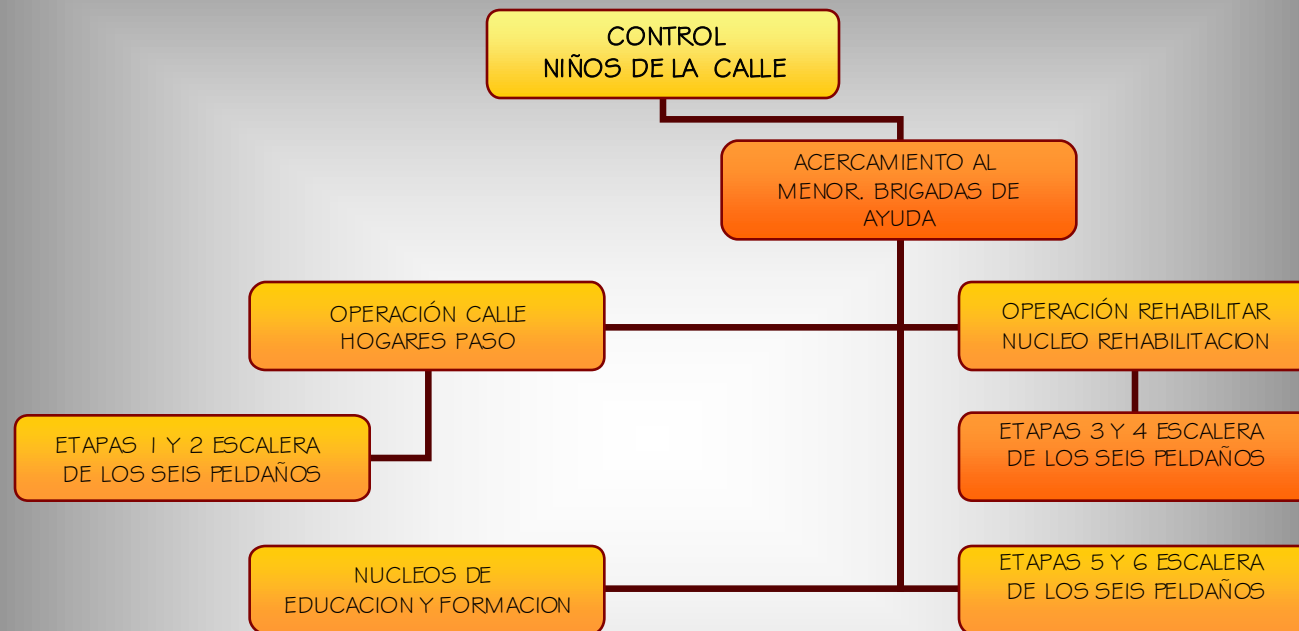 CONTROL
NIÑOS DE LA CALLE
ACERCAMIENTO AL
MENOR. BRIGADAS DE
AYUDA
OPERACIÓN CALLE
HOGARES PASO
OPERACIÓN REHABILITAR
NUCLEO REHABILITACION
ETAPAS 1 Y 2 ESCALERA
DE LOS SEIS PELDAÑOS
ETAPAS 3 Y 4 ESCALERA
DE LOS SEIS PELDAÑOS
NUCLEOS DE
EDUCACION Y FORMACION
ETAPAS 5 Y 6 ESCALERA
DE LOS SEIS PELDAÑOS